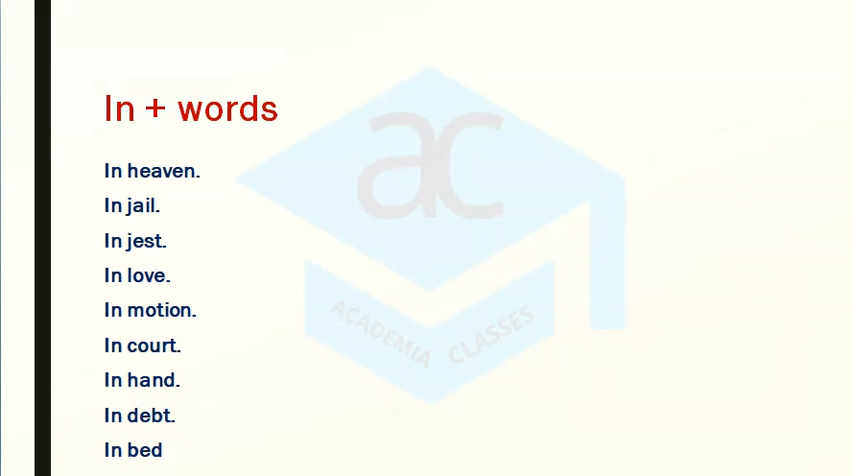 In + words
In heaven.
In jail.
In jest.
In love.
In motion.
In court.
In hand.
In debt.
In bed
ac
ACADEMIA CLASSES